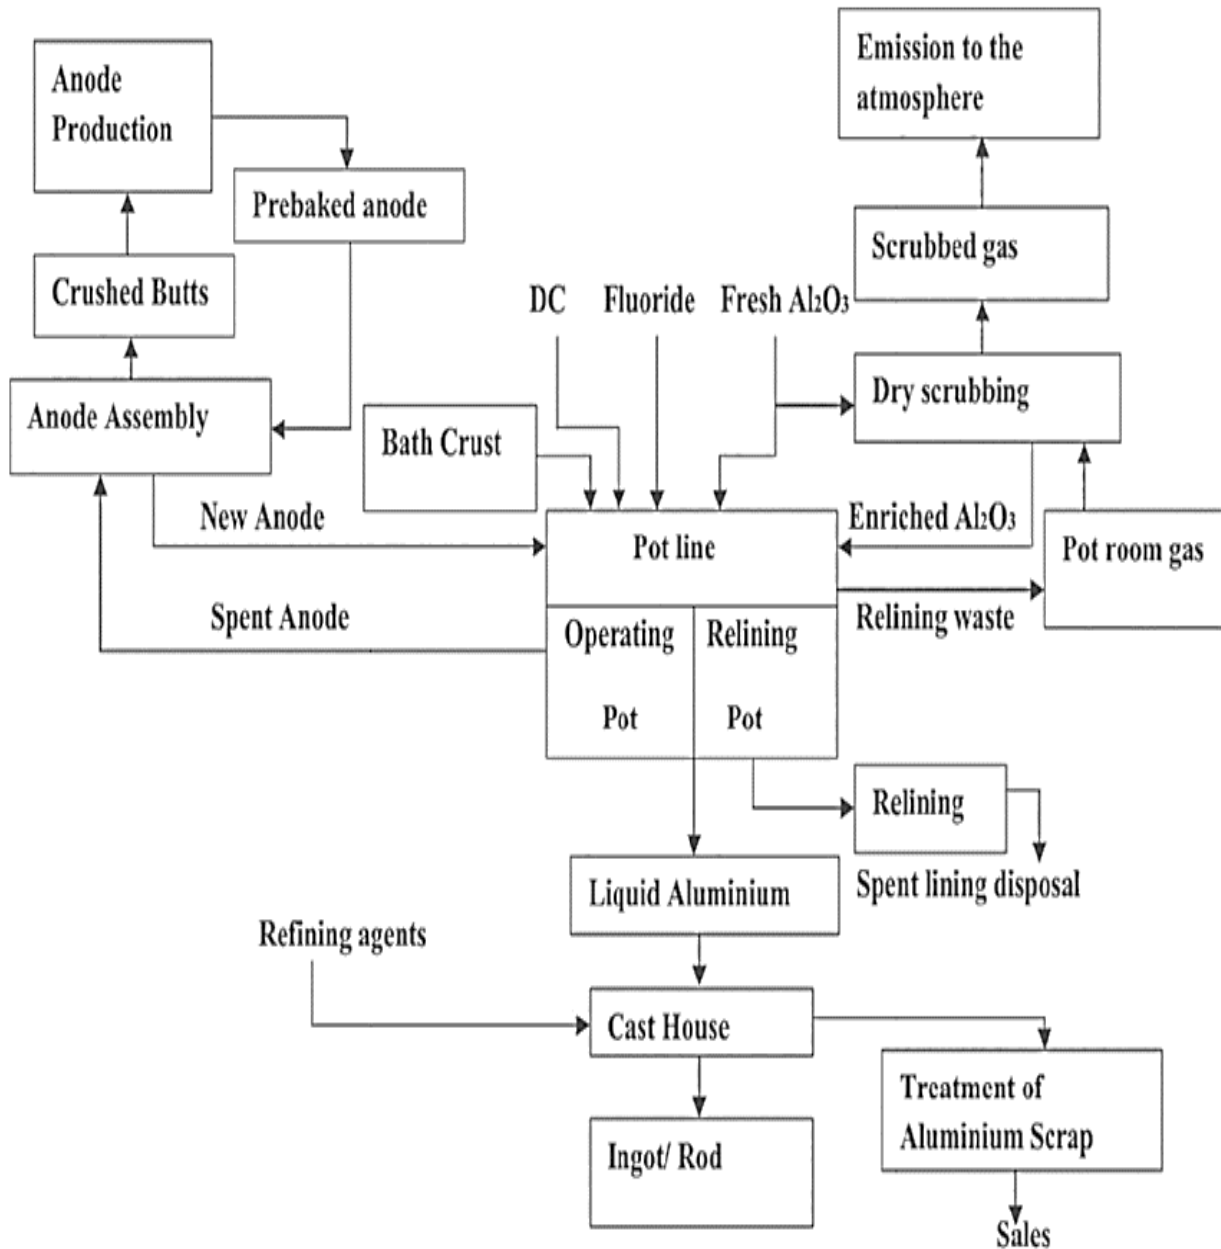 Anode
Production
Emission to the
atmosphere
Prebaked anode
Scrubbed gas
Crushed Butts
DC
Fluoride
Fresh Al₂O₃
Dry scrubbing
Anode Assembly
Bath Crust
New Anode
Enriched Al₂O₃
Pot line
Pot room gas
Spent Anode
Relining waste
Operating
Pot
Relining
Pot
Relining
Spent lining disposal
Liquid Aluminium
Refining agents
Cast House
Treatment of
Aluminium Scrap
Ingot/ Rod
Sales